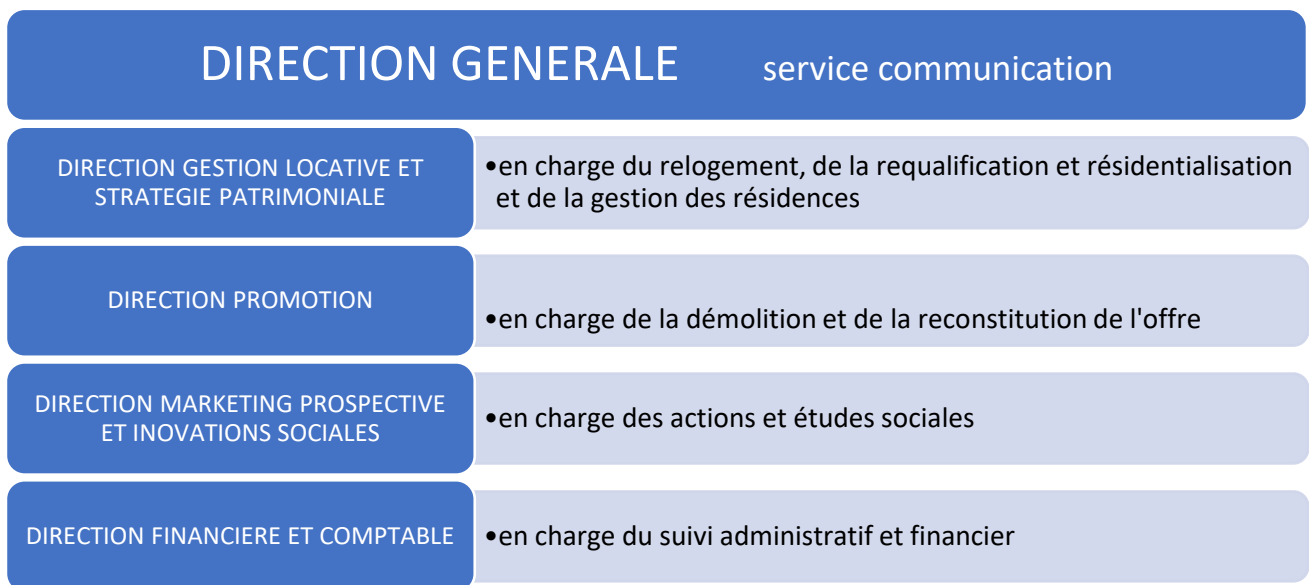 DIRECTION GENERALE service communication
DIRECTION GESTION LOCATIVE ET
STRATEGIE PATRIMONIALE
•en charge du relogement, de la requalification et résidentialisation
et de la gestion des résidences
DIRECTION PROMOTION
•en charge de la démolition et de la reconstitution de l'offre
DIRECTION MARKETING PROSPECTIVE
ET INOVATIONS SOCIALES
•en charge des actions et études sociales
DIRECTION FINANCIERE ET COMPTABLE
•en charge du suivi administratif et financier